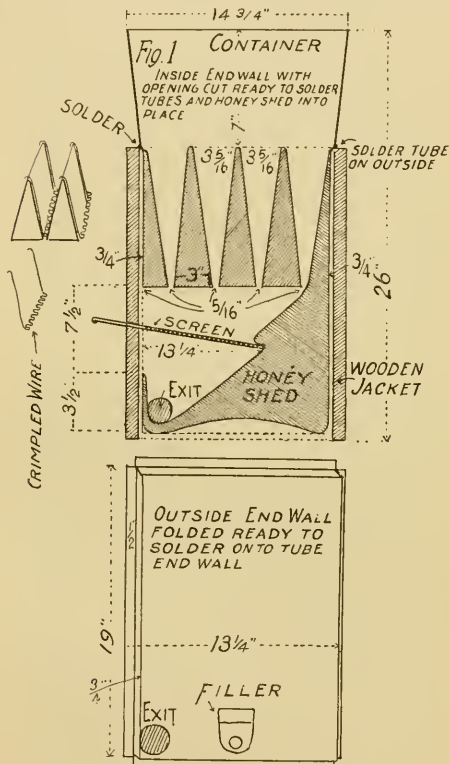 14 3/4"
Fig. 1
CONTAINER
INSIDE END WALL WITH
OPENING CUT READY TO SOLDER
TUBES AND HONEY SHED INTO
PLACE
7"
SOLDER
SOLDER TUBE
ON OUTSIDE
3 5/16"
3 5/16"
3/4"
3"
3/4"
26"
5/16"
SCREEN
13 1/4"
7 1/2"
3 1/2"
EXIT
HONEY
SHED
WOODEN
JACKET
CRIMPLED WIRE
OUTSIDE END WALL
FOLDED READY TO
SOLDER ONTO TUBE
END WALL
19"
13 1/4"
3/4"
EXIT
FILLER